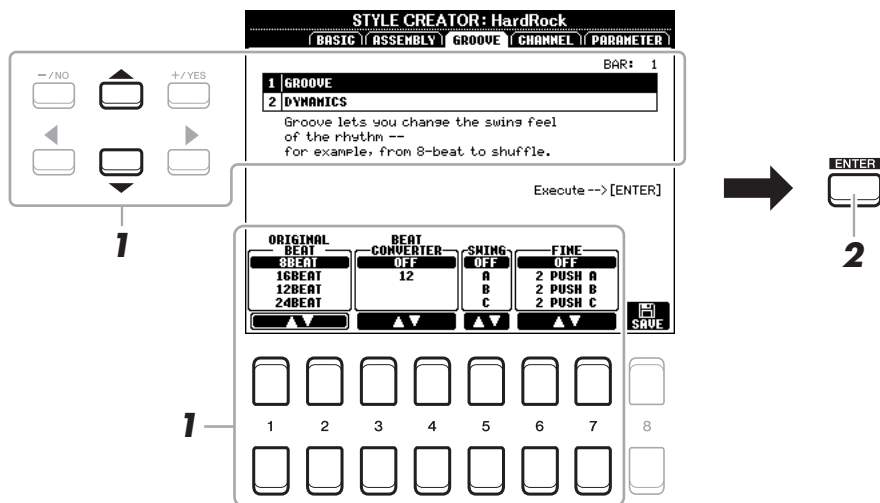 STYLE CREATOR: HardRock
BASIC ASSEMBLY GROOVE CHANNEL PARAMETER
BAR: 1
1 GROOVE
2 DYNAMICS
Groove lets you change the swing feel
of the rhythm --
for example, from 8-beat to shuffle.
Execute -->[ENTER]
–/NO
+/YES
1
ENTER
2
ORIGINAL BEAT
BEAT CONVERTER
SWING
FINE
8BEAT OFF OFF OFF
16BEAT 12 A 2 PUSH A
12BEAT B 2 PUSH B
24BEAT C 2 PUSH C
SAVE
1
1 2 3 4 5 6 7 8